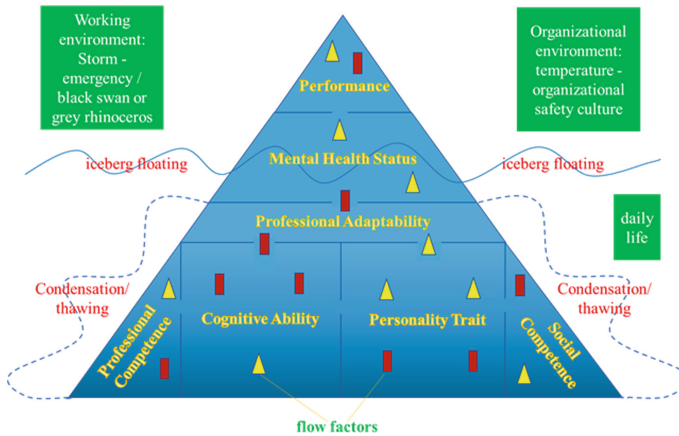 Working
environment:
Storm -
emergency /
black swan or
grey rhinoceros
Organizational
environment:
temperature -
organizational
safety culture
Performance
Mental Health Status
iceberg floating
iceberg floating
Professional Adaptability
daily
life
Condensation/
thawing
Condensation/
thawing
Professional
Competence
Cognitive Ability
Personality Trait
Social
Competence
flow factors